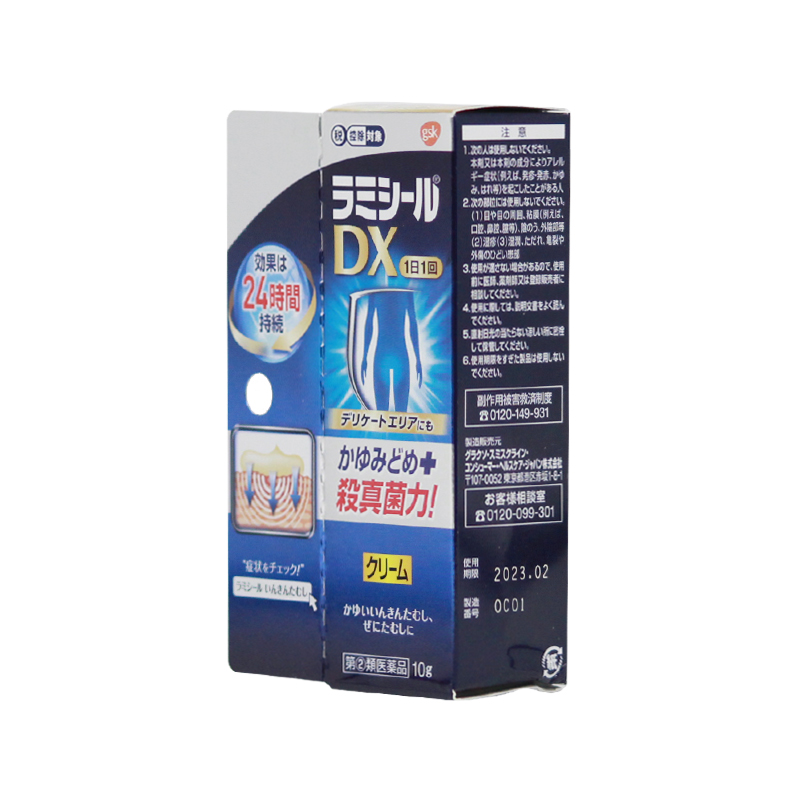 効果は
24時間
持続
"症状をチェック!"
ラミシール いんきんたむし
税 控除 対象
gsk
ラミシール®
DX
1日1回
デリケートエリアにも
かゆみどめ+
殺真菌力!
クリーム
かゆいいんきんたむし、
ぜにたむしに
指②類医薬品 10g
注意
1.次の人は使用しないでください。
本剤又は本剤の成分によりアレル
ギー症状(例えば、発疹・発赤、かゆ
み、はれ等)を起こしたことがある人
2.次の部位には使用しないでください。
(1)目や目の周囲、粘膜(例えば、
口腔、鼻腔、膣等)、陰のう、外陰部等
(2)湿疹(3)湿潤、ただれ、亀裂や
外傷のひどい患部
3.使用が適さない場合があるので、使用
前に医師、薬剤師又は登録販売者に
相談してください。
4.使用に際しては、説明文書をよく読ん
でください。
5.直射日光の当たらない涼しい所に密栓
して保管してください。
6.使用期限をすぎた製品は使用しない
でください。
副作用被害救済制度
☎0120-149-931
製造販売元
グラクソ・スミスクライン・
コンシューマー・ヘルスケア・ジャパン株式会社
〒107-0052 東京都港区赤坂1-8-1
お客様相談室
☎0120-099-301
使用
期限 2023.02
製造
番号 0C01
紙